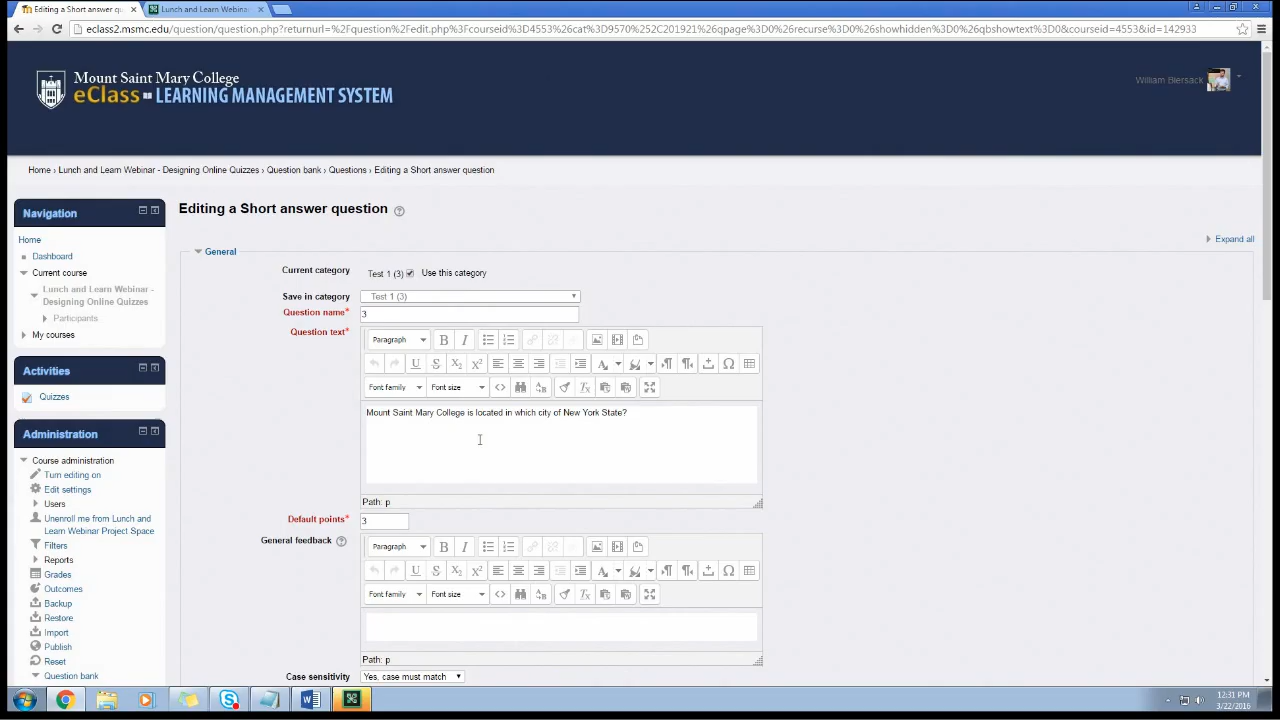 Editing a Short answer qu
Lunch and Learn Webinar
eclass2.msmc.edu/question/question.php?returnurl=%2Fquestion%2Fedit.php%3Fcourseid%3D4553%26cat%3D9570%252C201921%26qpage%3D0%26recurse%3D0%26showhidden%3D0%26qbshowtext%3D0&courseid=4553&id=142933
Mount Saint Mary College
eClass LEARNING MANAGEMENT SYSTEM
William Biersack
Home › Lunch and Learn Webinar - Designing Online Quizzes › Question bank › Questions › Editing a Short answer question
Navigation
Home
Dashboard
Current course
Lunch and Learn Webinar -
Designing Online Quizzes
Participants
My courses
Activities
Quizzes
Administration
Course administration
Turn editing on
Edit settings
Users
Unenroll me from Lunch and
Learn Webinar Project Space
Filters
Reports
Grades
Outcomes
Backup
Restore
Import
Publish
Reset
Question bank
Editing a Short answer question
Expand all
General
Current category Test 1 (3) Use this category
Save in category Test 1 (3)
Question name* 3
Question text*
Paragraph B I
U S X₂ X²
Font family Font size
Mount Saint Mary College is located in which city of New York State?
Path: p
Default points* 3
General feedback
Paragraph B I
U S X₂ X²
Font family Font size
Path: p
Case sensitivity Yes, case must match
12:31 PM
3/22/2016